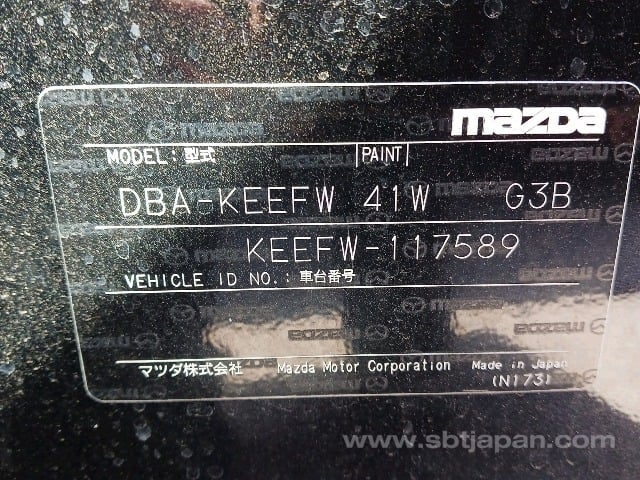 mazda
MODEL: 型式 PAINT
DBA-KEEFW 41W G3B
KEEFW-117589
VEHICLE ID NO.: 車台番号
マツダ株式会社 Mazda Motor Corporation Made in Japan
(N173)
www.sbtjapan.com